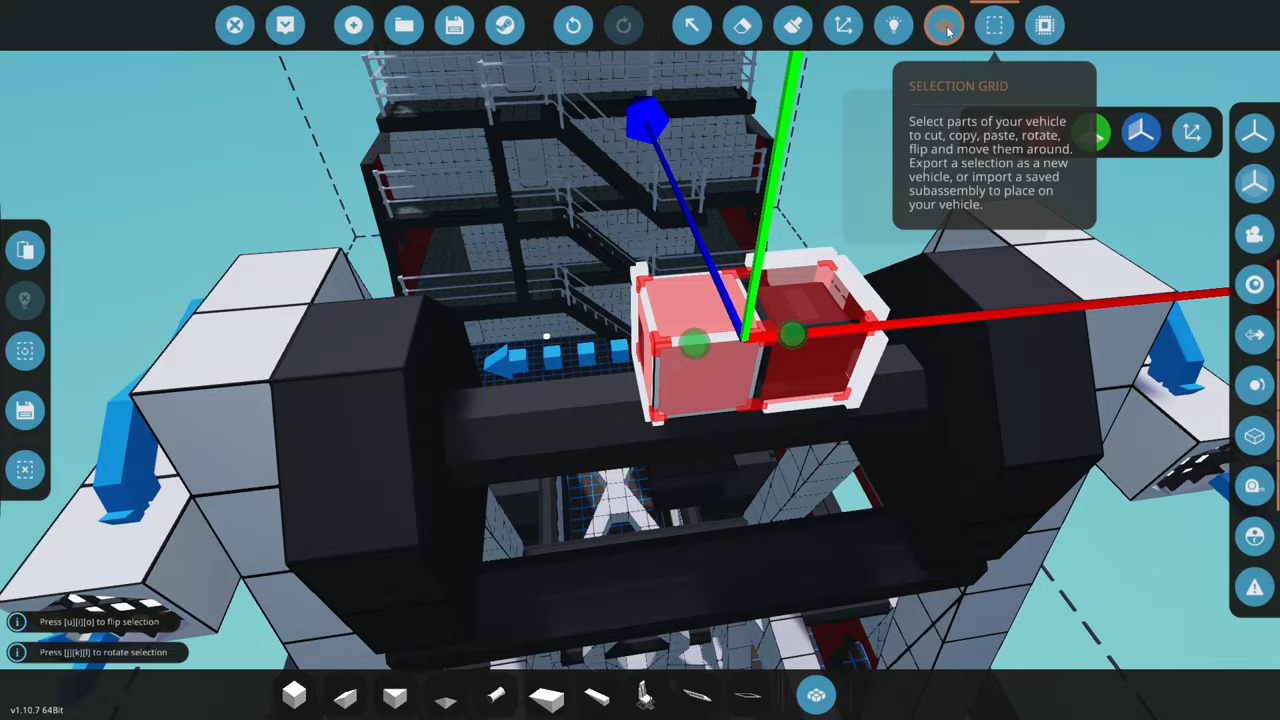 SELECTION GRID
Select parts of your vehicle
to cut, copy, paste, rotate,
flip and move them around.
Export a selection as a new
vehicle, or import a saved
subassembly to place on
your vehicle.
Press [u][i][o] to flip selection
Press [j][k][l] to rotate selection
v1.10.7 64Bit